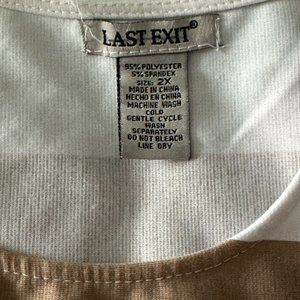 LAST EXIT®
95% POLYESTER
5% SPANDEX
SIZE: 2X
MADE IN CHINA
HECHO EN CHINA
MACHINE WASH
COLD
GENTLE CYCLE
WASH
SEPARATELY
DO NOT BLEACH
LINE DRY